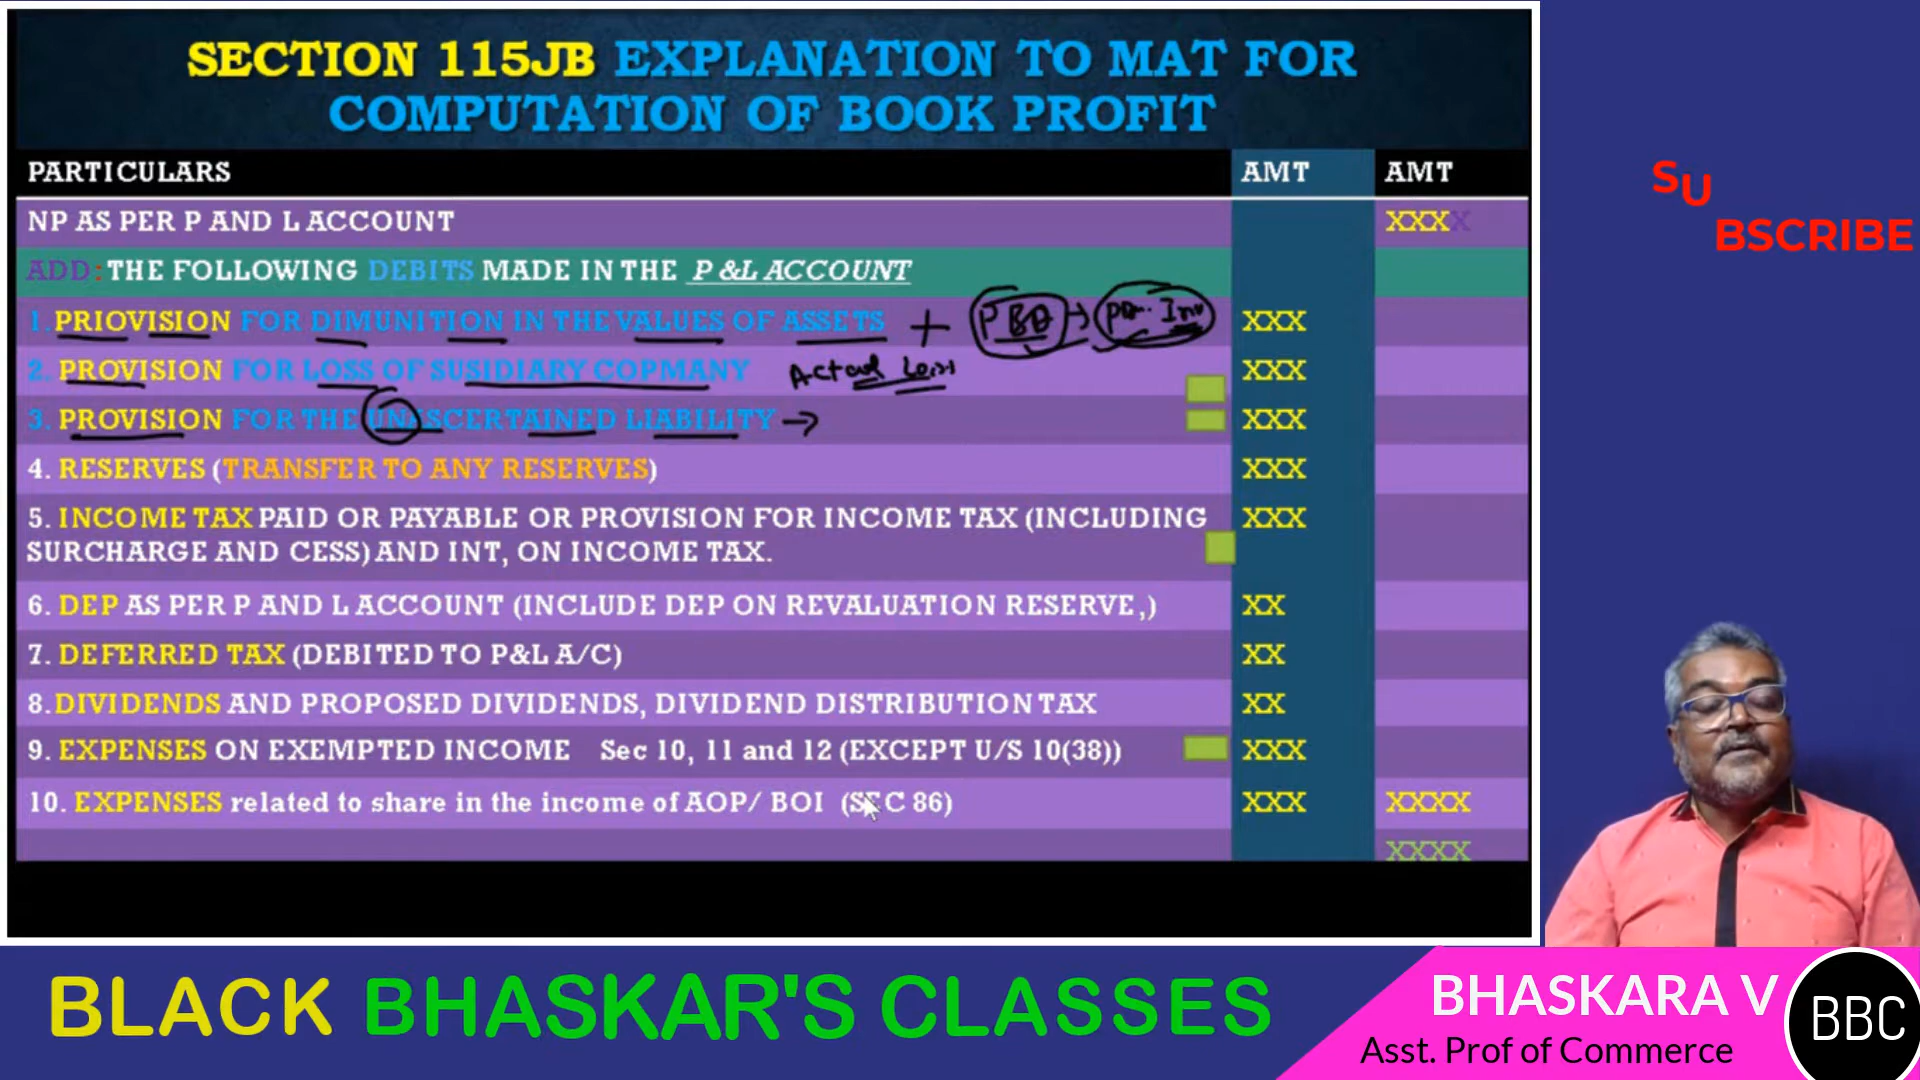 SECTION 115JB EXPLANATION TO MAT FOR
COMPUTATION OF BOOK PROFIT
PARTICULARS AMT AMT
NP AS PER P AND L ACCOUNT XXXX
ADD: THE FOLLOWING DEBITS MADE IN THE P &L ACCOUNT
1. PRIOVISION FOR DIMUNITION IN THE VALUES OF ASSETS + PBD → Inv XXX
2. PROVISION FOR LOSS OF SUSIDIARY COPMANY Actual Loss XXX
3. PROVISION FOR THE UNASCERTAINED LIABILITY → XXX
4. RESERVES (TRANSFER TO ANY RESERVES) XXX
5. INCOME TAX PAID OR PAYABLE OR PROVISION FOR INCOME TAX (INCLUDING XXX
SURCHARGE AND CESS) AND INT, ON INCOME TAX.
6. DEP AS PER P AND L ACCOUNT (INCLUDE DEP ON REVALUATION RESERVE,) XX
7. DEFERRED TAX (DEBITED TO P&L A/C) XX
8. DIVIDENDS AND PROPOSED DIVIDENDS, DIVIDEND DISTRIBUTION TAX XX
9. EXPENSES ON EXEMPTED INCOME Sec 10, 11 and 12 (EXCEPT U/S 10(38)) XXX
10. EXPENSES related to share in the income of AOP/ BOI (SEC 86) XXX XXXX
XXXX
SU
BSCRIBE
BLACK BHASKAR'S CLASSES
BHASKARA V
Asst. Prof of Commerce
BBC